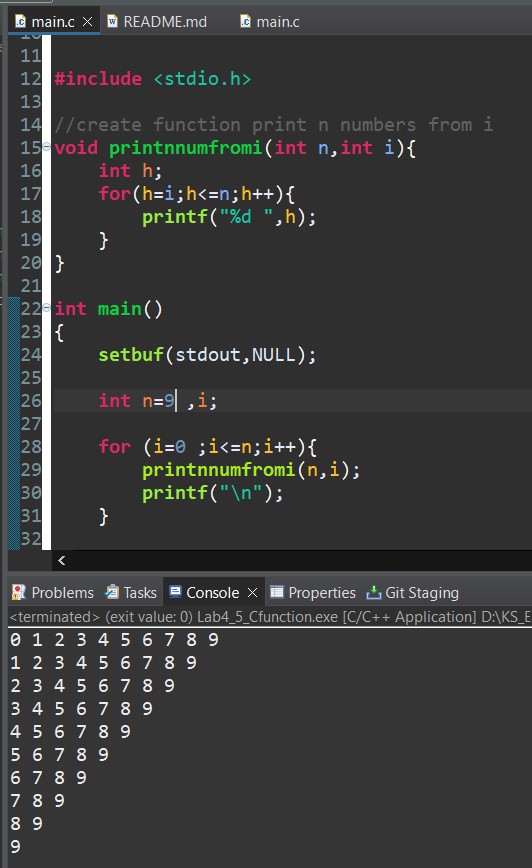 main.c README.md main.c
10
11
12 #include <stdio.h>
13
14 //create function print n numbers from i
15 void printnnumfromi(int n,int i){
16 int h;
17 for(h=i;h<=n;h++){
18 printf("%d ",h);
19 }
20 }
21
22 int main()
23 {
24 setbuf(stdout,NULL);
25
26 int n=9 ,i;
27
28 for (i=0 ;i<=n;i++){
29 printnnumfromi(n,i);
30 printf("\n");
31 }
32
Problems Tasks Console Properties Git Staging
<terminated> (exit value: 0) Lab4_5_Cfunction.exe [C/C++ Application] D:\KS_E
0 1 2 3 4 5 6 7 8 9
1 2 3 4 5 6 7 8 9
2 3 4 5 6 7 8 9
3 4 5 6 7 8 9
4 5 6 7 8 9
5 6 7 8 9
6 7 8 9
7 8 9
8 9
9